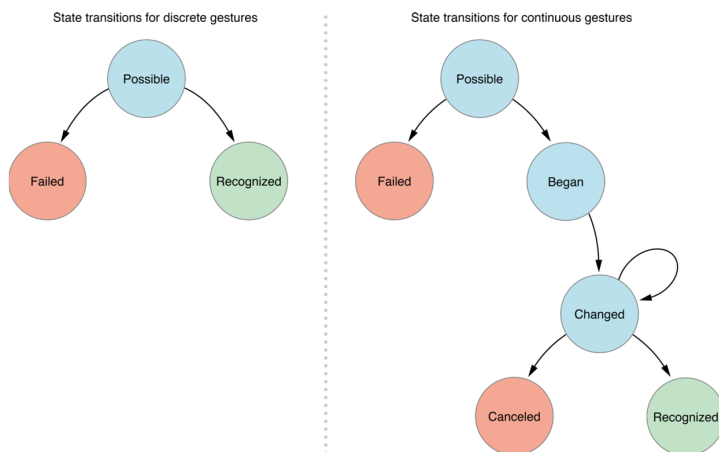 State transitions for discrete gestures
Possible
Failed
Recognized
State transitions for continuous gestures
Possible
Failed
Began
Changed
Canceled
Recognized